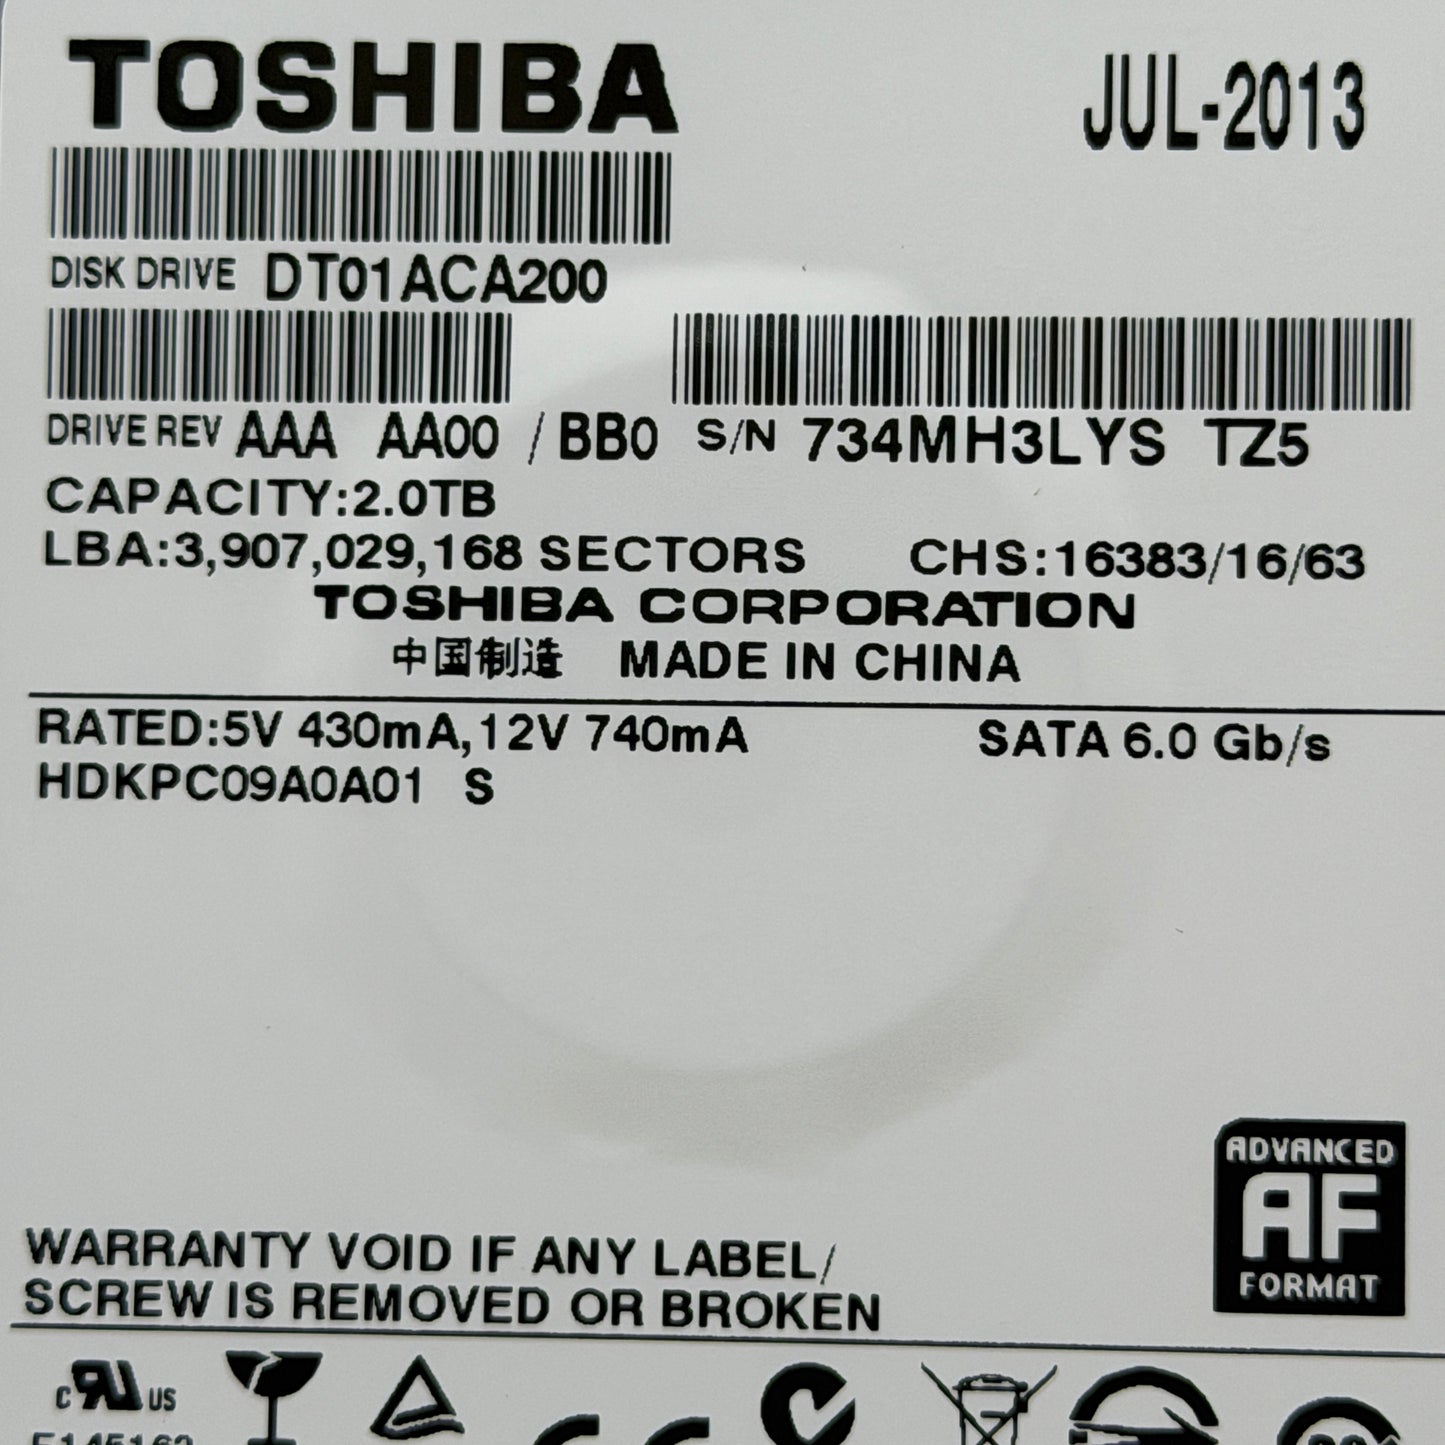 TOSHIBA
JUL-2013
DISK DRIVE DT01ACA200
DRIVE REV AAA AA00 /BB0 S/N 734MH3LYS TZ5
CAPACITY:2.0TB
LBA:3,907,029,168 SECTORS CHS:16383/16/63
TOSHIBA CORPORATION
中国制造 MADE IN CHINA
RATED:5V 430mA,12V 740mA SATA 6.0 Gb/s
HDKPC09A0A01 S
ADVANCED
AF
FORMAT
WARRANTY VOID IF ANY LABEL/
SCREW IS REMOVED OR BROKEN
c RU US